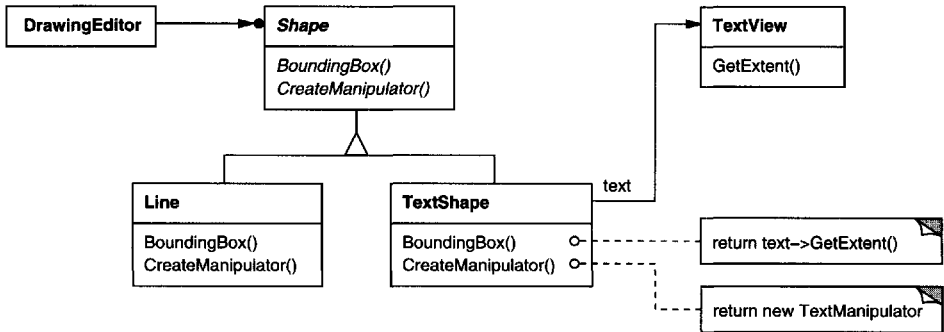 DrawingEditor
Shape
BoundingBox()
CreateManipulator()
TextView
GetExtent()
Line
BoundingBox()
CreateManipulator()
TextShape
BoundingBox()
CreateManipulator()
text
return text–>GetExtent()
return new TextManipulator